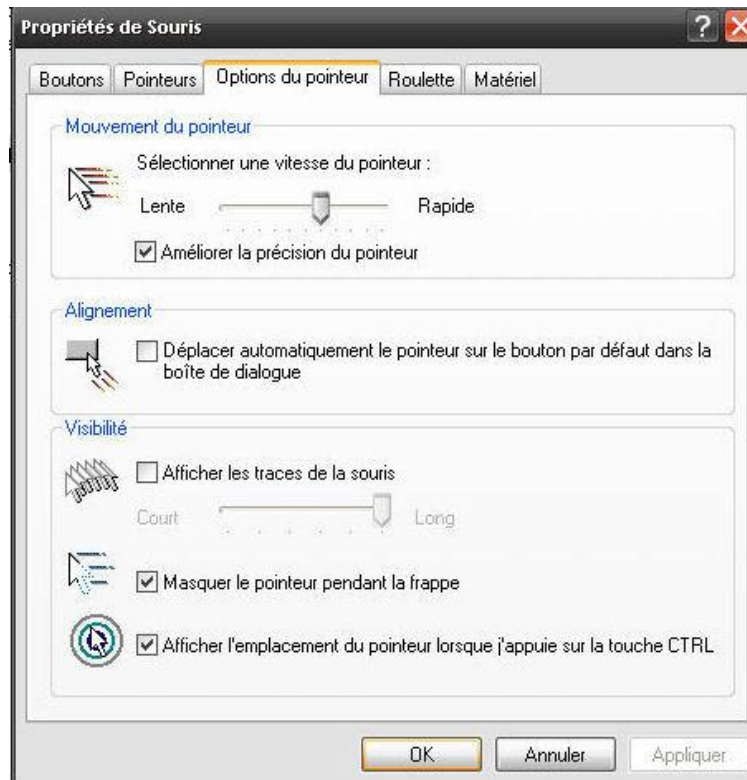 Propriétés de Souris
Boutons Pointeurs Options du pointeur Roulette Matériel
Mouvement du pointeur
Sélectionner une vitesse du pointeur :
Lente Rapide
Améliorer la précision du pointeur
Alignement
Déplacer automatiquement le pointeur sur le bouton par défaut dans la
boîte de dialogue
Visibilité
Afficher les traces de la souris
Court Long
Masquer le pointeur pendant la frappe
Afficher l'emplacement du pointeur lorsque j'appuie sur la touche CTRL
OK Annuler Appliquer